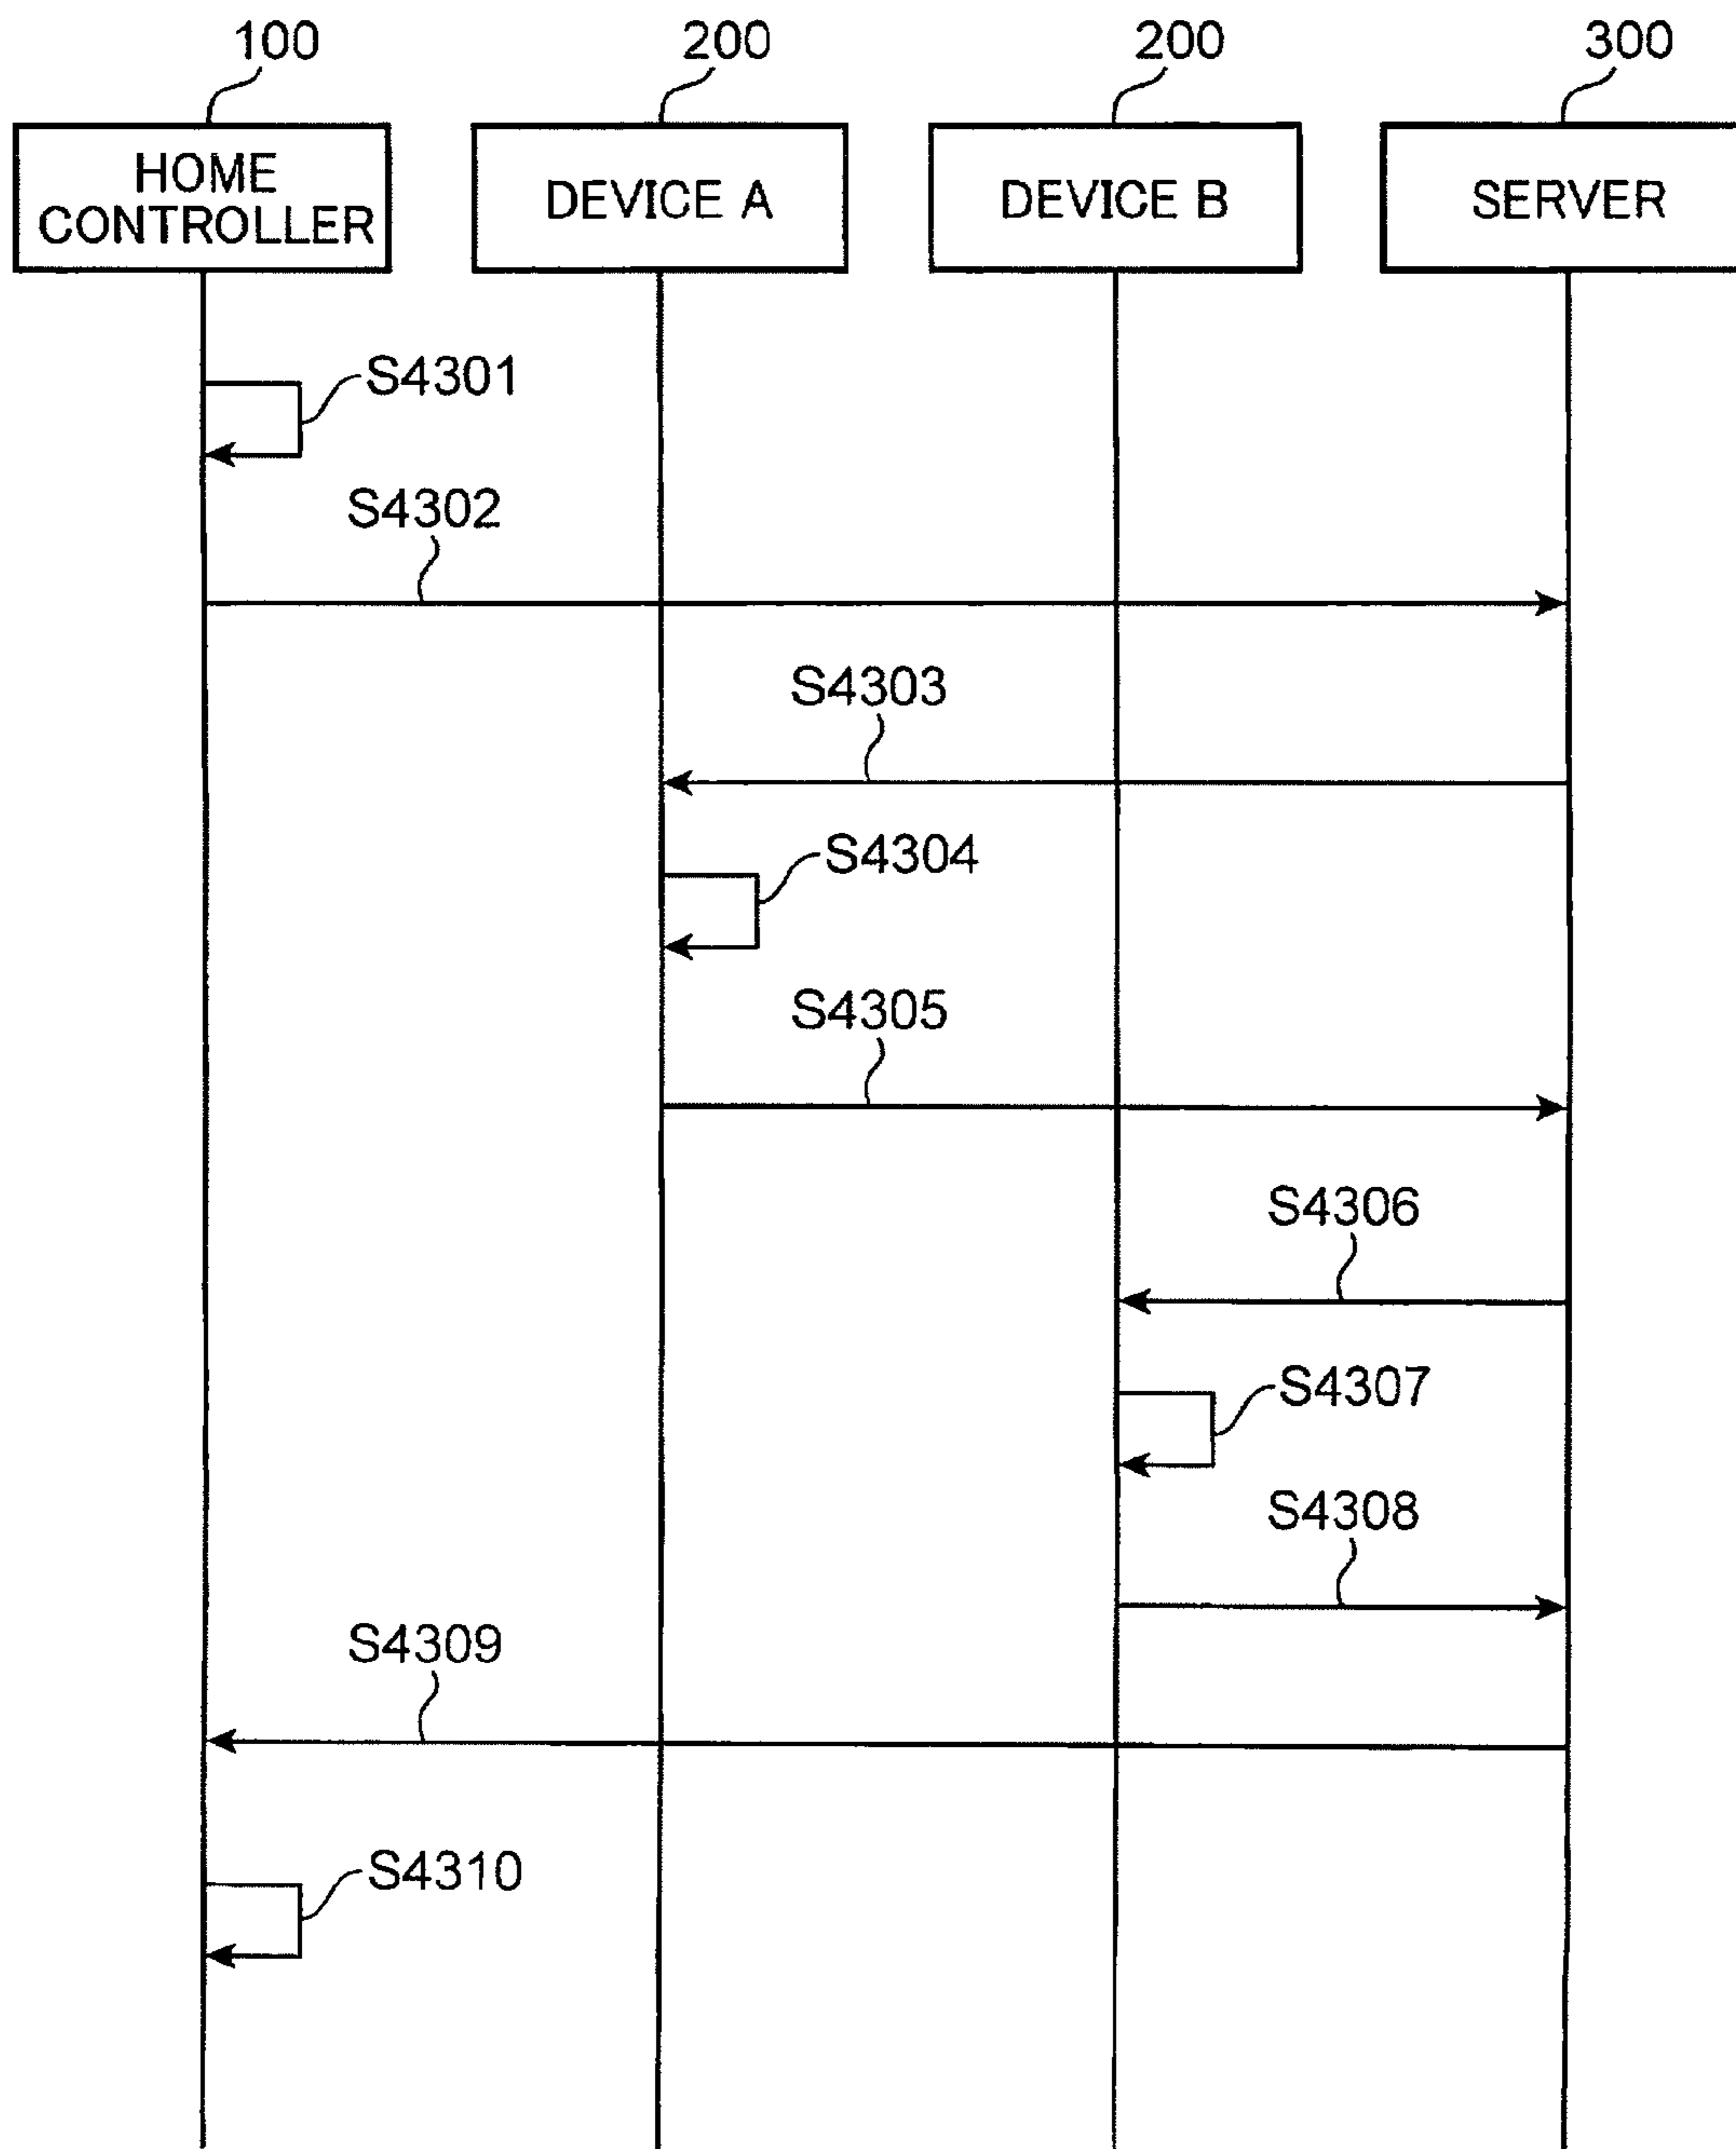 100
200
200
300
HOME
CONTROLLER
DEVICE A
DEVICE B
SERVER
S4301
S4302
S4303
S4304
S4305
S4306
S4307
S4308
S4309
S4310